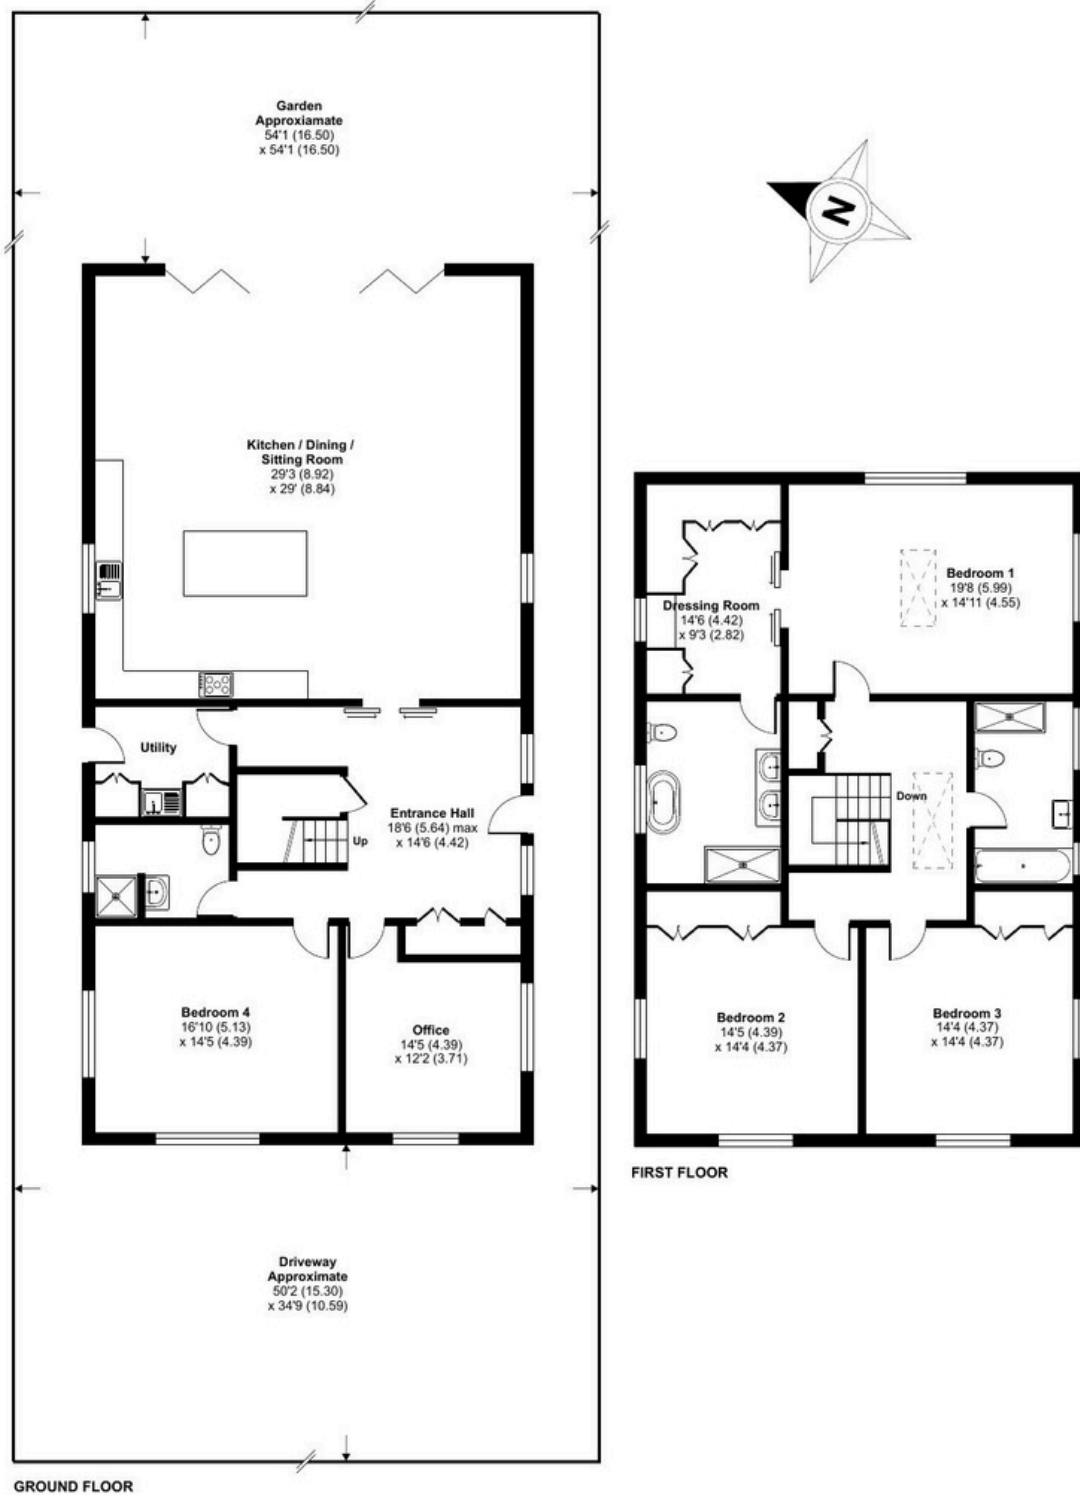 Garden
Approxiamate
54'1 (16.50)
x 54'1 (16.50)
N
Kitchen / Dining /
Sitting Room
29'3 (8.92)
x 29' (8.84)
Utility
Entrance Hall
18'6 (5.64) max
x 14'6 (4.42)
Up
Bedroom 4
16'10 (5.13)
x 14'5 (4.39)
Office
14'5 (4.39)
x 12'2 (3.71)
Driveway
Approximate
50'2 (15.30)
x 34'9 (10.59)
GROUND FLOOR
Bedroom 1
19'8 (5.99)
x 14'11 (4.55)
Dressing Room
14'6 (4.42)
x 9'3 (2.82)
Down
Bedroom 2
14'5 (4.39)
x 14'4 (4.37)
Bedroom 3
14'4 (4.37)
x 14'4 (4.37)
FIRST FLOOR